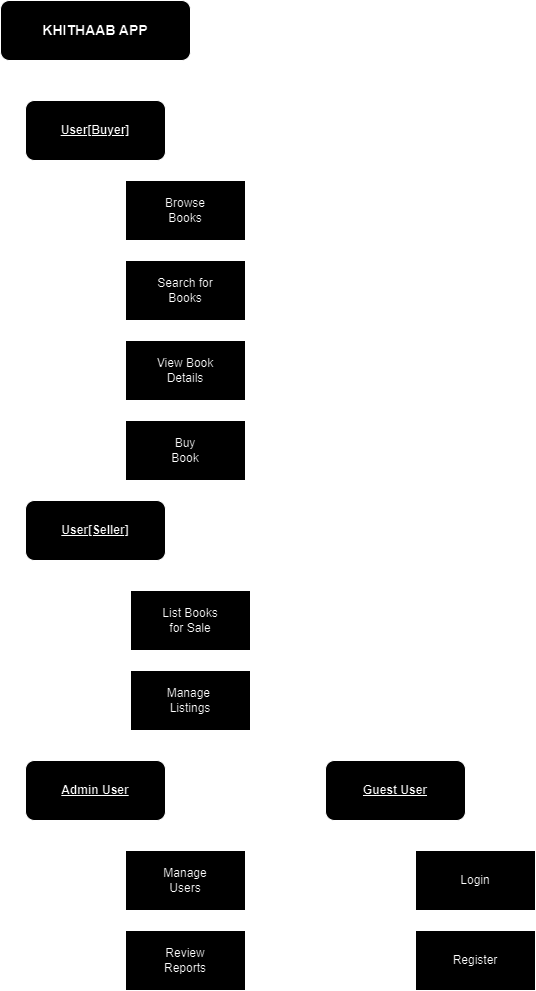 KHITHAAB APP
User[Buyer]
Browse
Books
Search for
Books
View Book
Details
Buy
Book
User[Seller]
List Books
for Sale
Manage
Listings
Admin User
Manage
Users
Review
Reports
Guest User
Login
Register